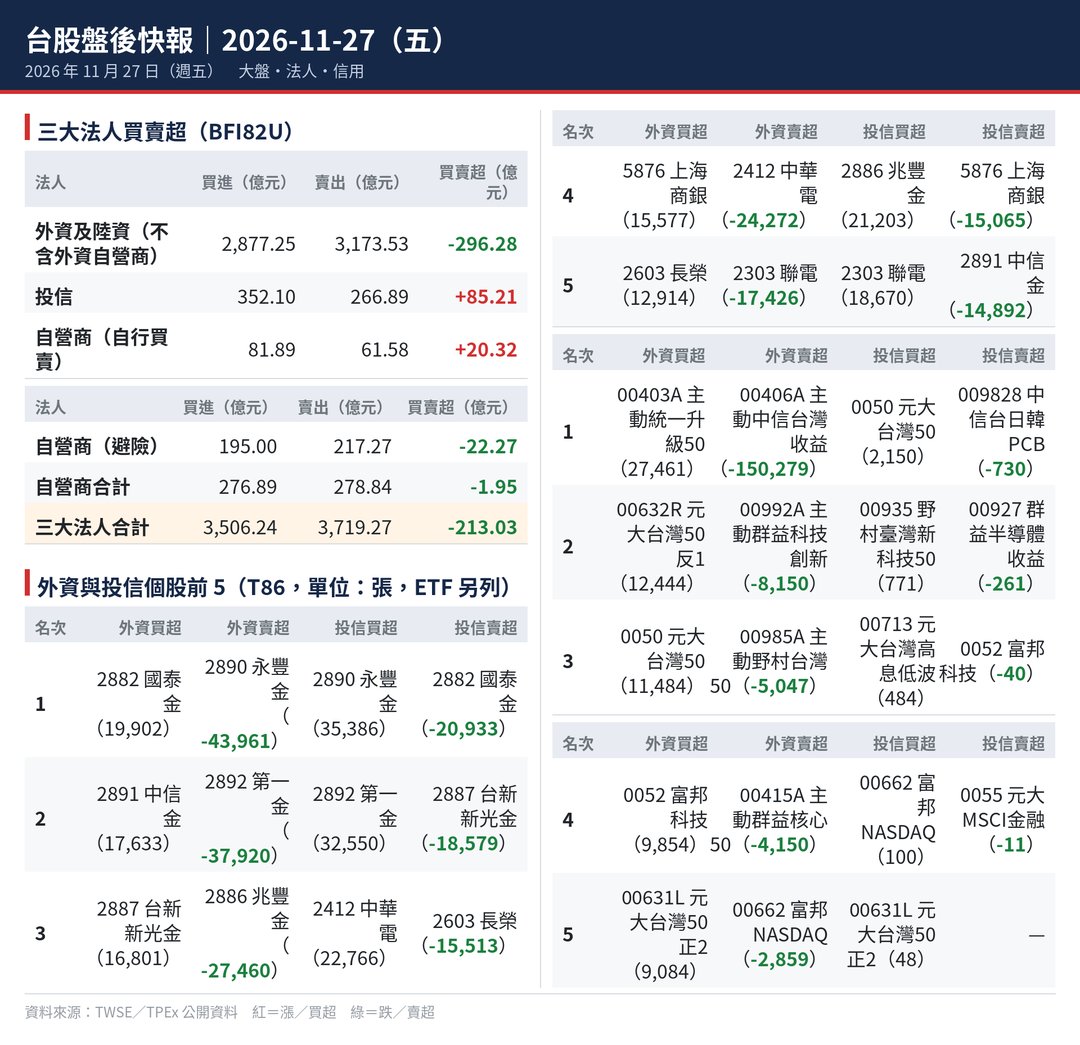 台股盤後快報｜2026-11-27（五）
2026 年 11 月 27 日（週五）　大盤・法人・信用
三大法人買賣超（BFI82U）
法人 買進（億元） 賣出（億元） 買賣超（億
元）
外資及陸資（不
含外資自營商） 2,877.25 3,173.53 -296.28
投信 352.10 266.89 +85.21
自營商（自行買
賣） 81.89 61.58 +20.32
法人 買進（億元） 賣出（億元） 買賣超（億元）
自營商（避險） 195.00 217.27 -22.27
自營商合計 276.89 278.84 -1.95
三大法人合計 3,506.24 3,719.27 -213.03
外資與投信個股前 5（T86，單位：張，ETF 另列）
名次 外資買超 外資賣超 投信買超 投信賣超
1
2882 國泰
金
（19,902）
2890 永豐
金
（
-43,961）
2890 永豐
金
（35,386）
2882 國泰
金
（-20,933）
2
2891 中信
金
（17,633）
2892 第一
金
（
-37,920）
2892 第一
金
（32,550）
2887 台新
新光金
（-18,579）
3
2887 台新
新光金
（16,801）
2886 兆豐
金
（
-27,460）
2412 中華
電
（22,766）
2603 長榮
（-15,513）
名次 外資買超 外資賣超 投信買超 投信賣超
4
5876 上海
商銀
（15,577）
2412 中華
電
（-24,272）
2886 兆豐
金
（21,203）
5876 上海
商銀
（-15,065）
5
2603 長榮
（12,914）
2303 聯電
（-17,426）
2303 聯電
（18,670）
2891 中信
金
（-14,892）
名次 外資買超 外資賣超 投信買超 投信賣超
1
00403A 主
動統一升
級50
（27,461）
00406A 主
動中信台灣
收益
（-150,279）
0050 元大
台灣50
（2,150）
009828 中
信台日韓
PCB
（-730）
2
00632R 元
大台灣50
反1
（12,444）
00992A 主
動群益科技
創新
（-8,150）
00935 野
村臺灣新
科技50
（771）
00927 群
益半導體
收益
（-261）
3
0050 元大
台灣50
（11,484）
00985A 主
動野村台灣
50（-5,047）
00713 元
大台灣高
息低波
（484）
0052 富邦
科技（-40）
名次 外資買超 外資賣超 投信買超 投信賣超
4
0052 富邦
科技
（9,854）
00415A 主
動群益核心
50（-4,150）
00662 富
邦
NASDAQ
（100）
0055 元大
MSCI金融
（-11）
5
00631L 元
大台灣50
正2
（9,084）
00662 富邦
NASDAQ
（-2,859）
00631L 元
大台灣50
正2（48）
—
資料來源：TWSE／TPEx 公開資料　紅＝漲／買超　綠＝跌／賣超